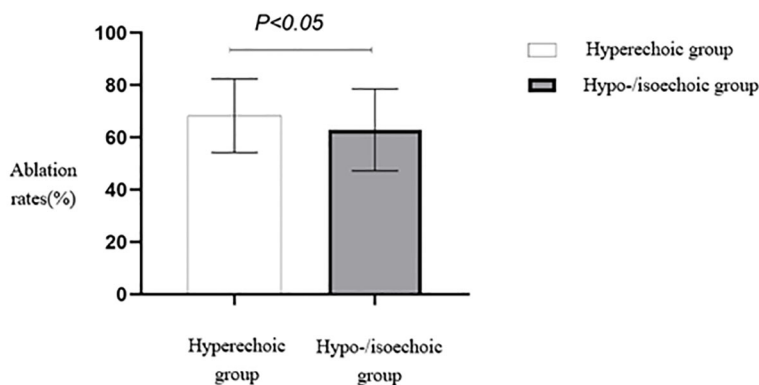 P<0.05
100
80
60
40
20
0
Ablation
rates(%)
Hyperechoic
group
Hypo-/isoechoic
group
Hyperechoic group
Hypo-/isoechoic group